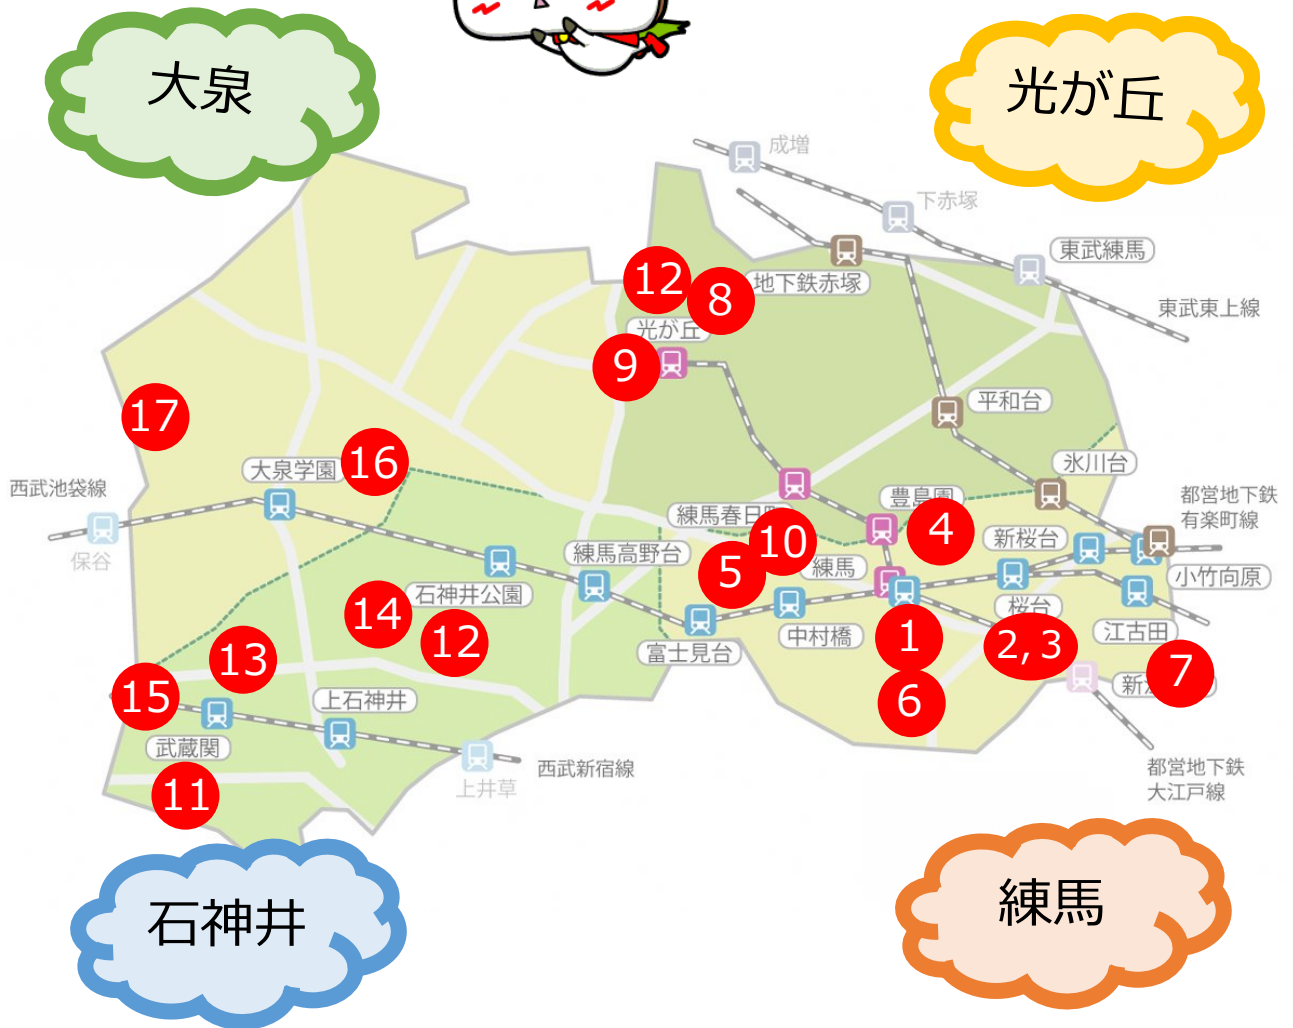 大泉
光が丘
成増
下赤塚
東武練馬
地下鉄赤塚
東武東上線
12
8
光が丘
9
平和台
17
大泉学園
16
氷川台
西武池袋線
保谷
練馬春日町
豊島園
4
都営地下鉄
有楽町線
10
練馬高野台
5
練馬
新桜台
小竹向原
石神井公園
14
12
中村橋
桜台
江古田
富士見台
1
2,3
13
7
15
上石神井
6
武蔵関
上井草
西武新宿線
都営地下鉄
大江戸線
11
石神井
練馬